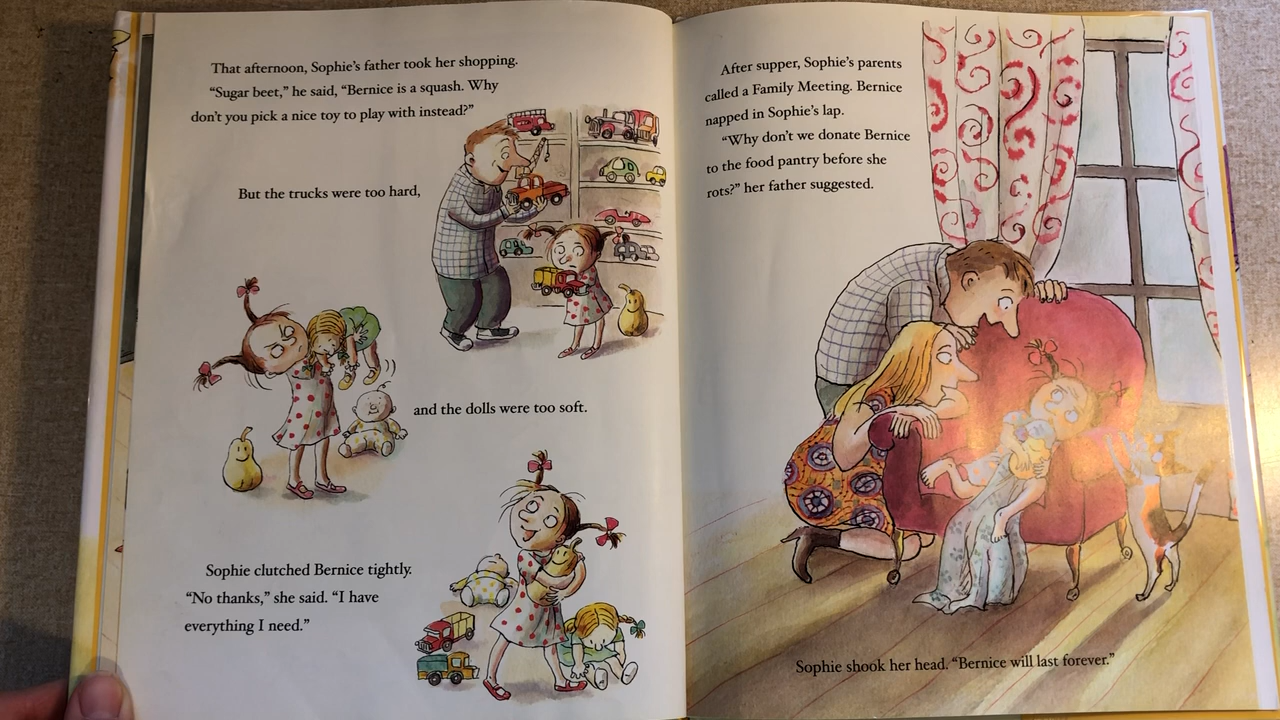 That afternoon, Sophie's father took her shopping.
“Sugar beet,” he said, “Bernice is a squash. Why
don't you pick a nice toy to play with instead?”
But the trucks were too hard,
and the dolls were too soft.
Sophie clutched Bernice tightly.
“No thanks,” she said. “I have
everything I need.”
After supper, Sophie's parents
called a Family Meeting. Bernice
napped in Sophie's lap.
“Why don't we donate Bernice
to the food pantry before she
rots?” her father suggested.
Sophie shook her head. “Bernice will last forever.”